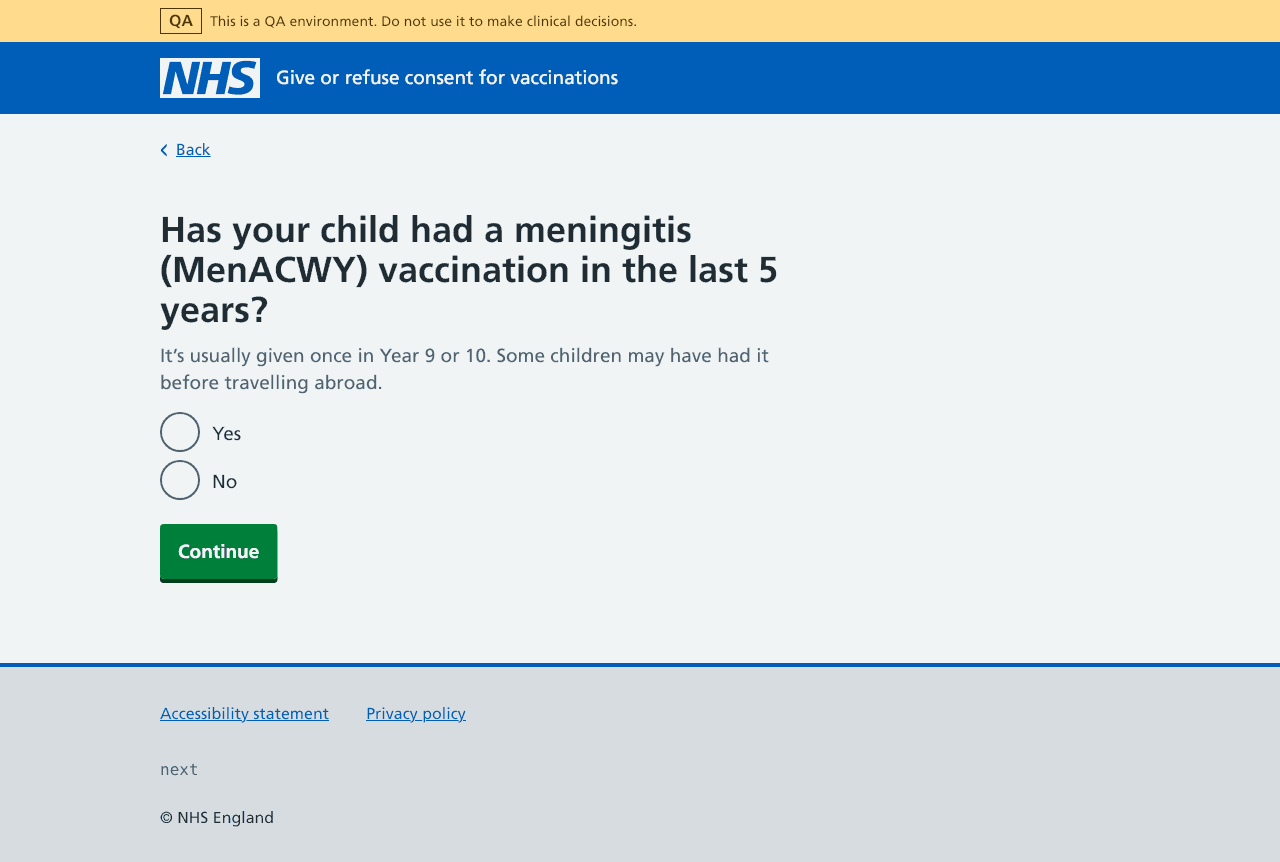 QA This is a QA environment. Do not use it to make clinical decisions.
NHS Give or refuse consent for vaccinations
Back
Has your child had a meningitis
(MenACWY) vaccination in the last 5
years?
It’s usually given once in Year 9 or 10. Some children may have had it
before travelling abroad.
Yes
No
Continue
Accessibility statement Privacy policy
next
© NHS England